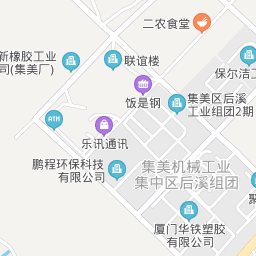 二农食堂
新橡胶工业
司(集美厂)
联谊楼
保尔洁工
饭是钢
集美区后溪
工业组团2期
乐讯通讯
ATM
鹏程环保科技
有限公司
集美机械工业
集中区后溪组团
聚
厦门华铁塑胶
有限公司